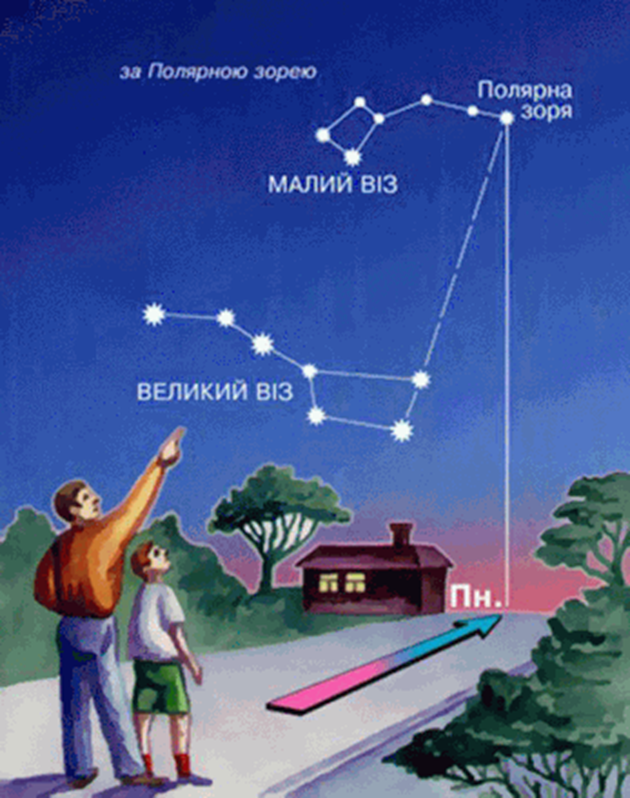 за Полярною зорею
Полярна
зоря
МАЛИЙ ВІЗ
ВЕЛИКИЙ ВІЗ
Пн.